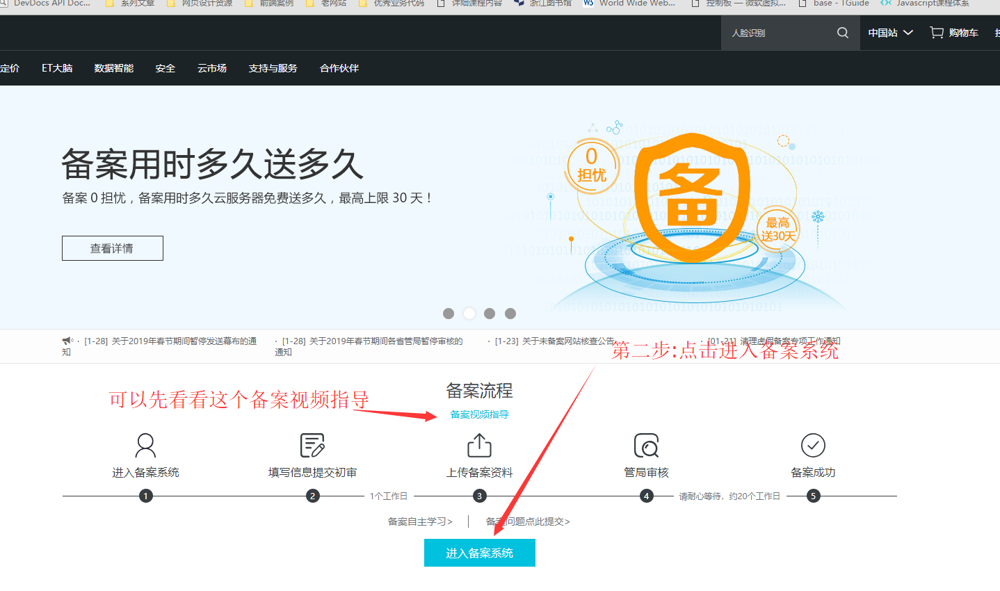 DevDocs API Doc... 系列文章 网页设计资源 前端案例 老网站 优秀业务代码 详细课程内容 浙江图书馆 World Wide Web... 控制板 — 微软虚拟... base - TGuide Javascript课程体系
人脸识别 中国站 购物车
定价 ET大脑 数据智能 安全 云市场 支持与服务 合作伙伴
备案用时多久送多久
备案 0 担忧，备案用时多久云服务器免费送多久，最高上限 30 天！
查看详情
0
担忧
备
最高
送30天
· [1-28] 关于2019年春节期间暂停发送幕布的通
知
· [1-28] 关于2019年春节期间各省管局暂停审核的
通知
· [1-23] 关于未备案网站核查公告
· [01-21] 清理虚假备案专项工作通知
第二步:点击进入备案系统
备案流程
可以先看看这个备案视频指导
备案视频指导
进入备案系统 填写信息提交初审 上传备案资料 管局审核 备案成功
1 2 1个工作日 3 4 请耐心等待，约20个工作日 5
备案自主学习> 备案问题点此提交>
进入备案系统